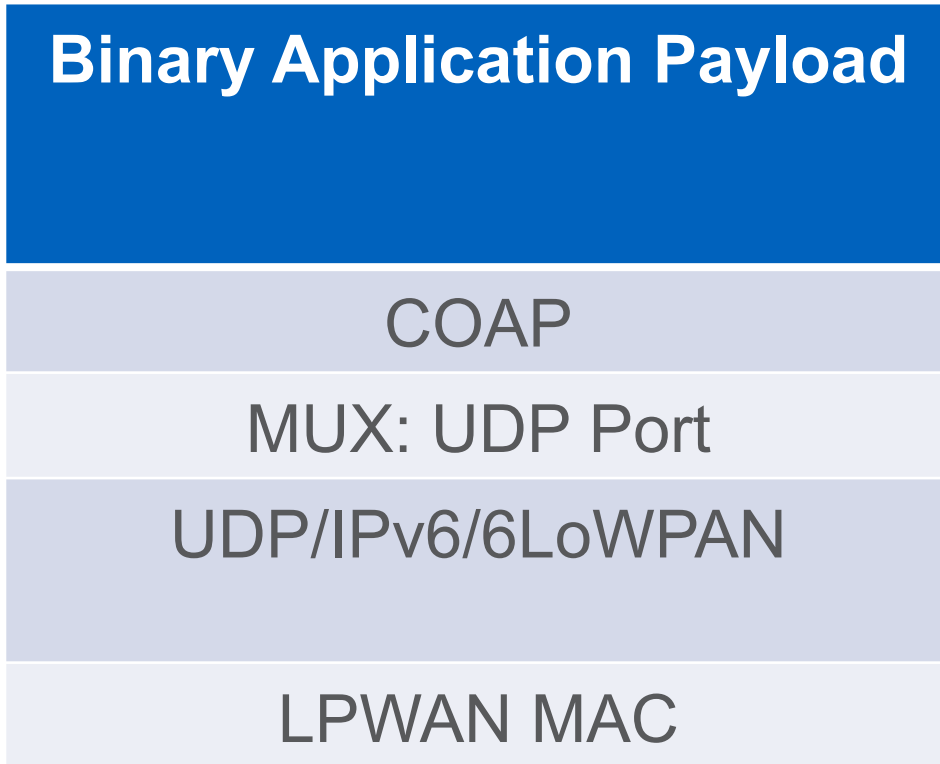 Binary Application Payload
COAP
MUX: UDP Port
UDP/IPv6/6LoWPAN
LPWAN MAC